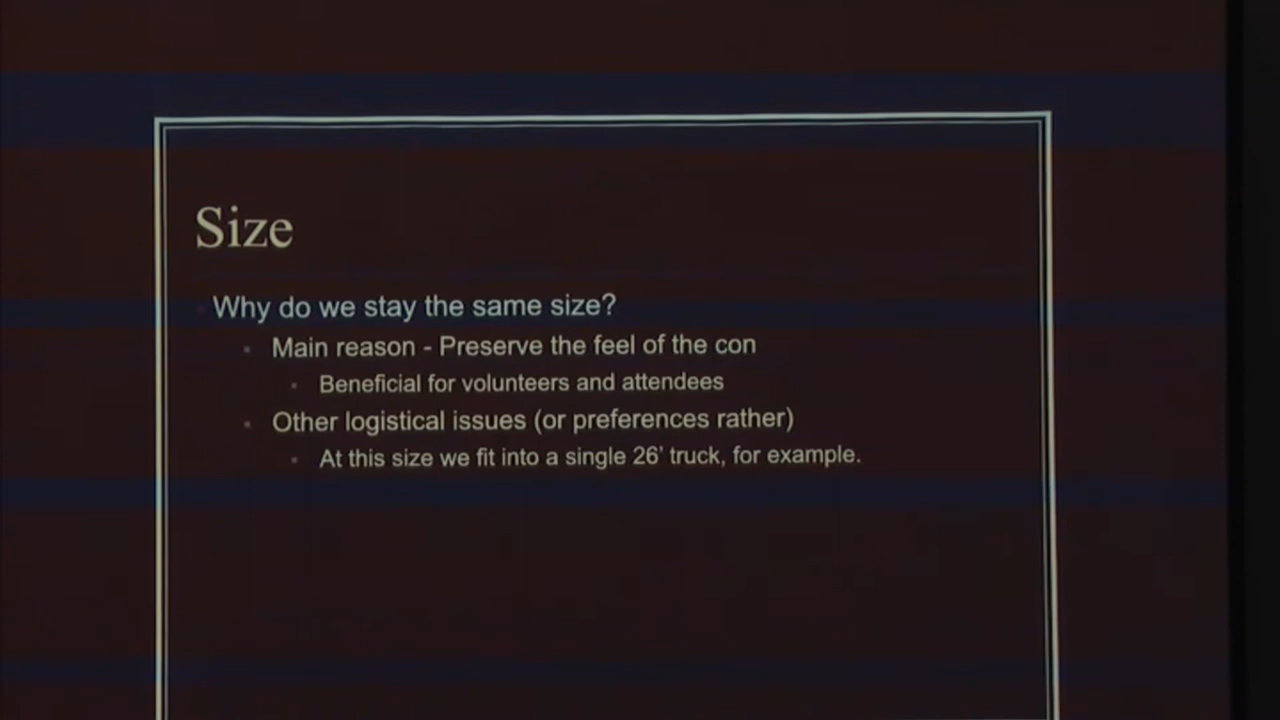 Size
Why do we stay the same size?
Main reason - Preserve the feel of the con
Beneficial for volunteers and attendees
Other logistical issues (or preferences rather)
At this size we fit into a single 26’ truck, for example.